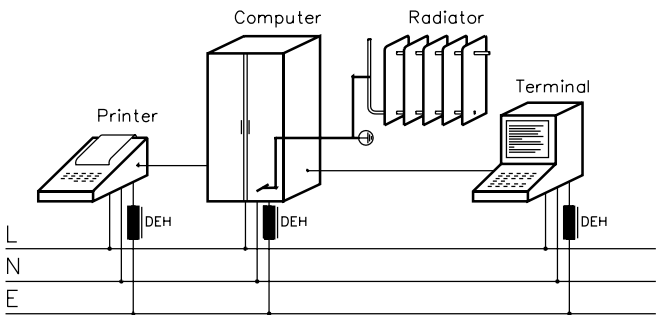 Computer
Radiator
Terminal
Printer
DEH
DEH
DEH
L
N
E